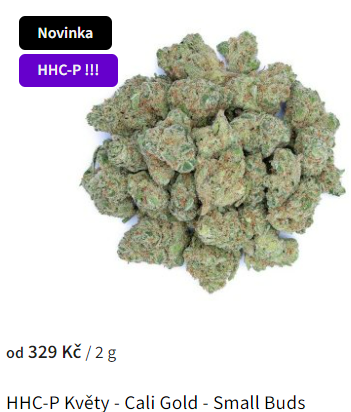 Novinka
HHC-P !!!
od 329 Kč / 2 g
HHC-P Květy - Cali Gold - Small Buds